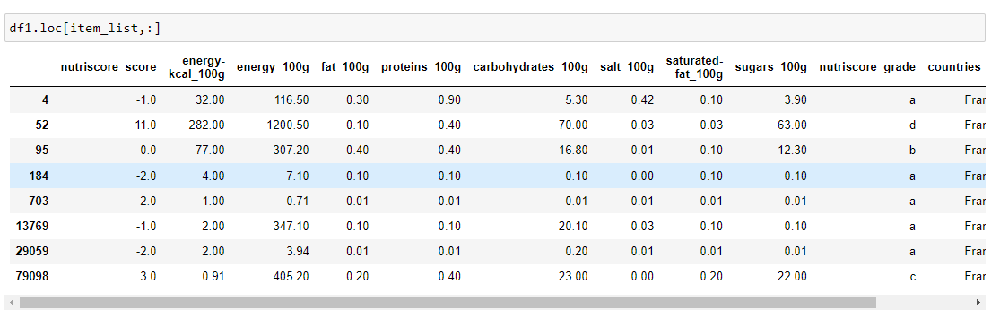 df1.loc[item_list,:]
nutriscore_score energy-kcal_100g energy_100g fat_100g proteins_100g carbohydrates_100g salt_100g saturated-fat_100g sugars_100g nutriscore_grade countries_
4 -1.0 32.00 116.50 0.30 0.90 5.30 0.42 0.10 3.90 a Fran
52 11.0 282.00 1200.50 0.10 0.40 70.00 0.03 0.03 63.00 d Fran
95 0.0 77.00 307.20 0.40 0.40 16.80 0.01 0.10 12.30 b Fran
184 -2.0 4.00 7.10 0.10 0.10 0.10 0.00 0.10 0.10 a Fran
703 -2.0 1.00 0.71 0.01 0.01 0.01 0.01 0.01 0.01 a Fran
13769 -1.0 2.00 347.10 0.10 0.10 20.10 0.03 0.10 0.10 a Fran
29059 -2.0 2.00 3.94 0.01 0.01 0.20 0.01 0.01 0.01 a Fran
79098 3.0 0.91 405.20 0.20 0.40 23.00 0.00 0.20 22.00 c Fran